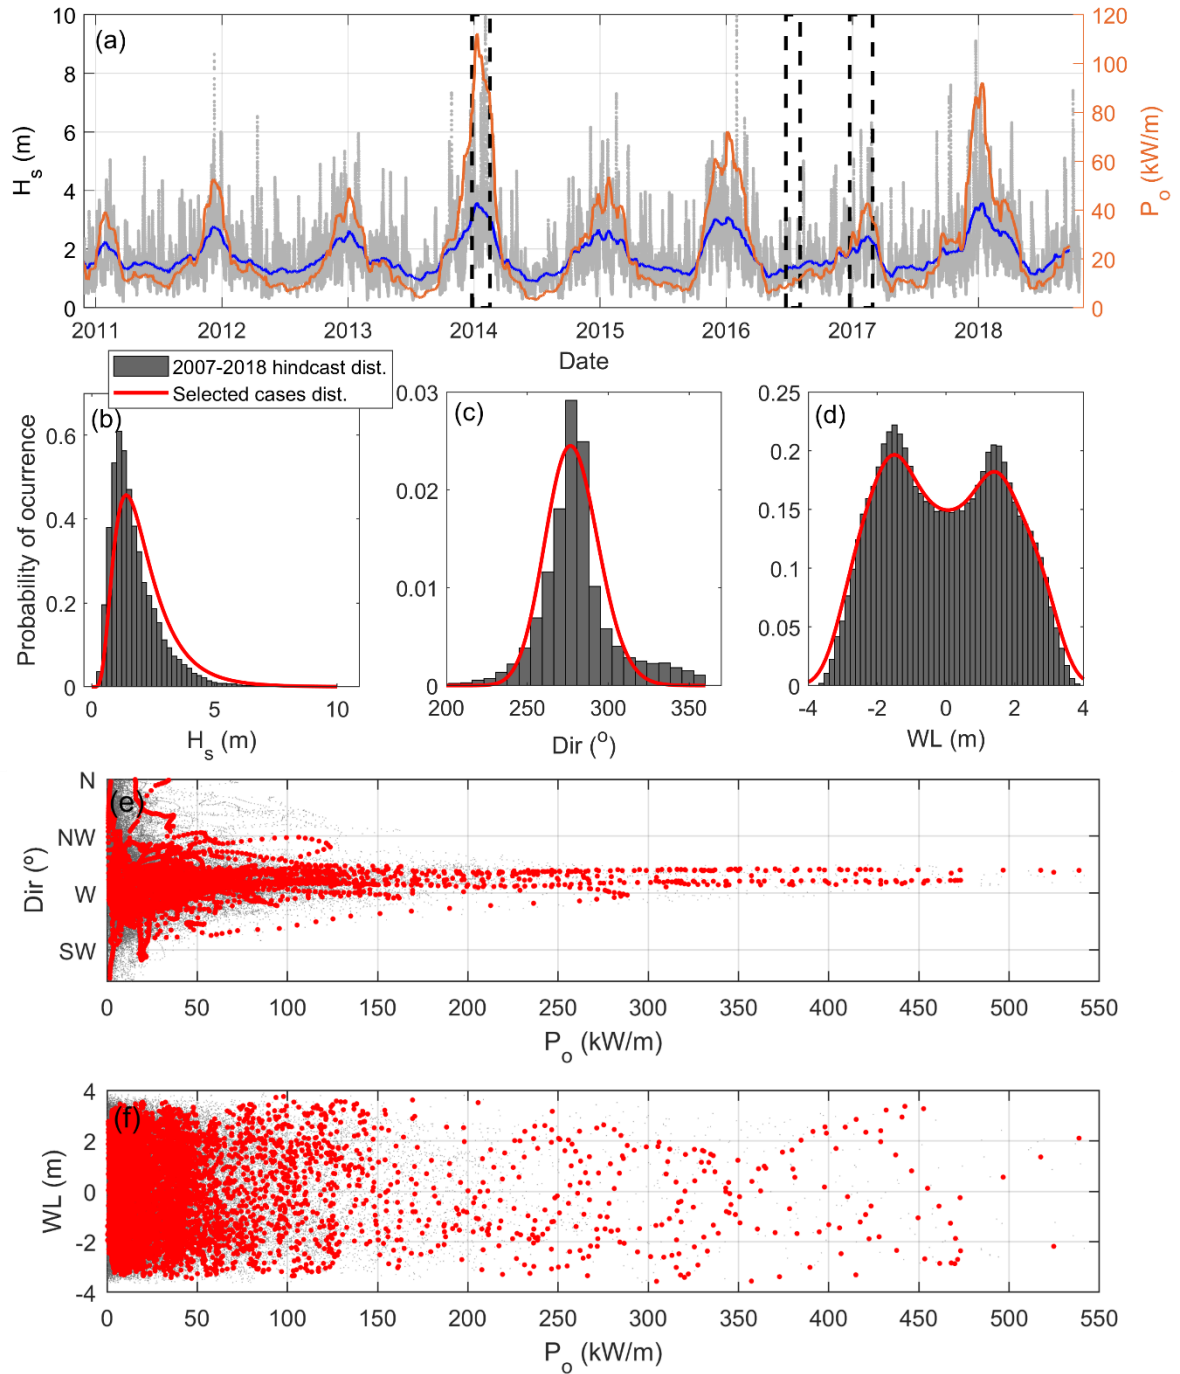 (a)
10
8
6
4
2
0
H_s (m)
120
100
80
60
40
20
0
P_o (kW/m)
2011 2012 2013 2014 2015 2016 2017 2018
Date
2007-2018 hindcast dist.
Selected cases dist.
(b)
0.6
0.4
0.2
0
Probability of ocurrence
0 5 10
H_s (m)
(c)
0.03
0.02
0.01
0
200 250 300 350
Dir (°)
(d)
0.25
0.2
0.15
0.1
0.05
0
-4 -2 0 2 4
WL (m)
(e)
N
NW
W
SW
Dir (º)
0 50 100 150 200 250 300 350 400 450 500 550
P_o (kW/m)
(f)
4
2
0
-2
-4
WL (m)
0 50 100 150 200 250 300 350 400 450 500 550
P_o (kW/m)